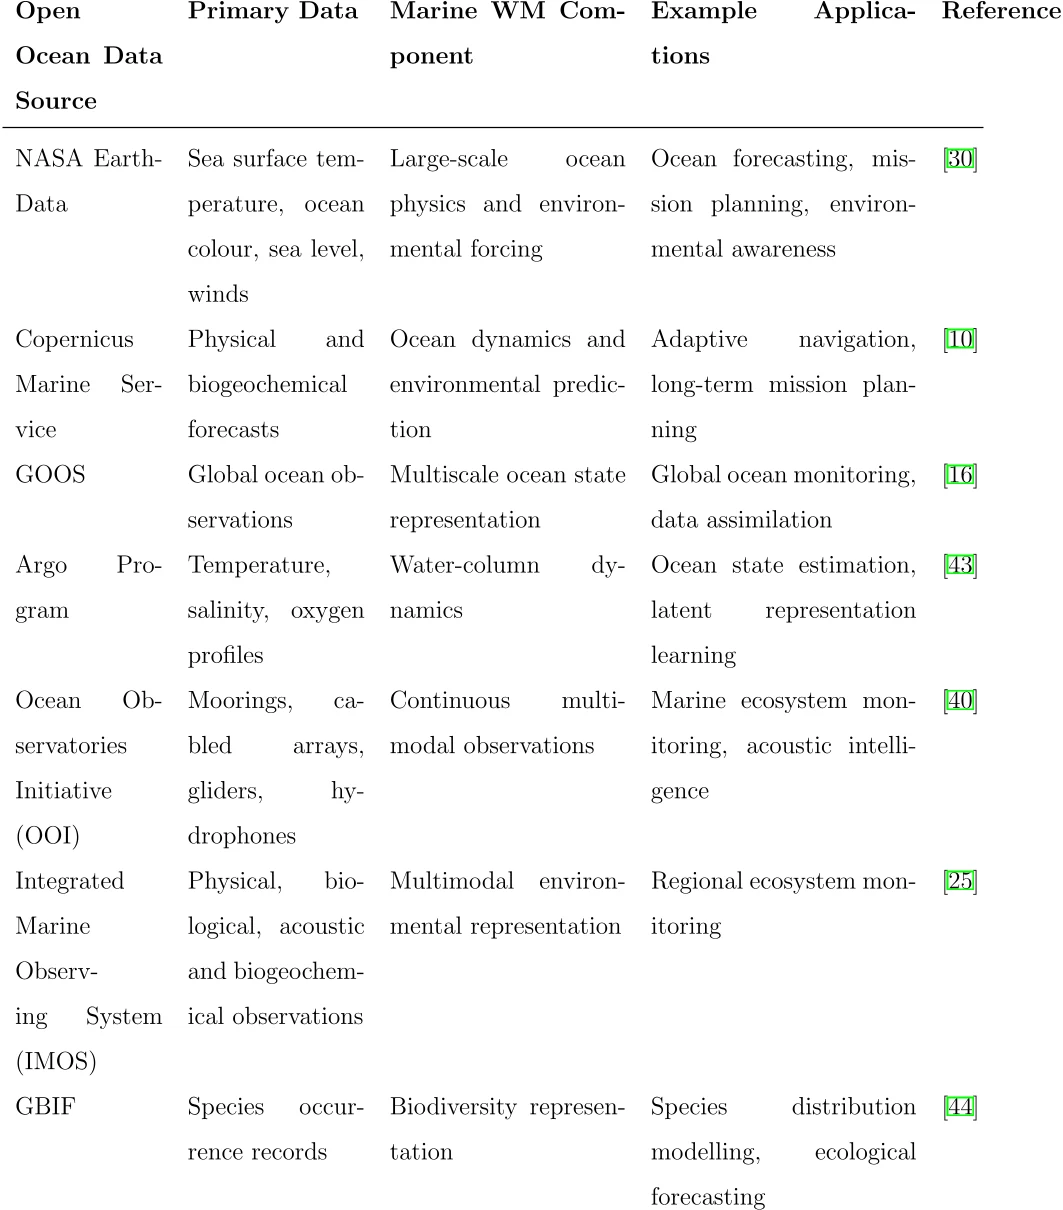 Open Ocean Data Source | Primary Data | Marine WM Com-ponent | Example Applica-tions | Reference
NASA Earth-Data | Sea surface tem-perature, ocean colour, sea level, winds | Large-scale ocean physics and environ-mental forcing | Ocean forecasting, mis-sion planning, environ-mental awareness | [30]
Copernicus Marine Ser-vice | Physical and biogeochemical forecasts | Ocean dynamics and environmental predic-tion | Adaptive navigation, long-term mission plan-ning | [10]
GOOS | Global ocean ob-servations | Multiscale ocean state representation | Global ocean monitoring, data assimilation | [16]
Argo Pro-gram | Temperature, salinity, oxygen profiles | Water-column dy-namics | Ocean state estimation, latent representation learning | [43]
Ocean Ob-servatories Initiative (OOI) | Moorings, ca-bled arrays, gliders, hy-drophones | Continuous multi-modal observations | Marine ecosystem mon-itoring, acoustic intelli-gence | [40]
Integrated Marine Observ-ing System (IMOS) | Physical, bio-logical, acoustic and biogeochem-ical observations | Multimodal environ-mental representation | Regional ecosystem mon-itoring | [25]
GBIF | Species occur-rence records | Biodiversity represen-tation | Species distribution modelling, ecological forecasting | [44]